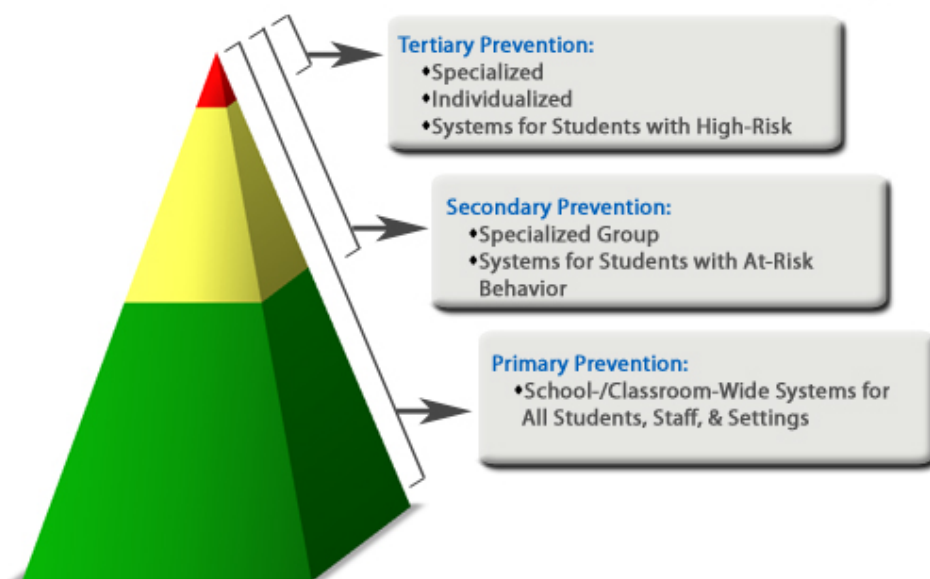 Tertiary Prevention:
♦Specialized
♦Individualized
♦Systems for Students with High-Risk
Secondary Prevention:
♦Specialized Group
♦Systems for Students with At-Risk
Behavior
Primary Prevention:
♦School-/Classroom-Wide Systems for
All Students, Staff, & Settings